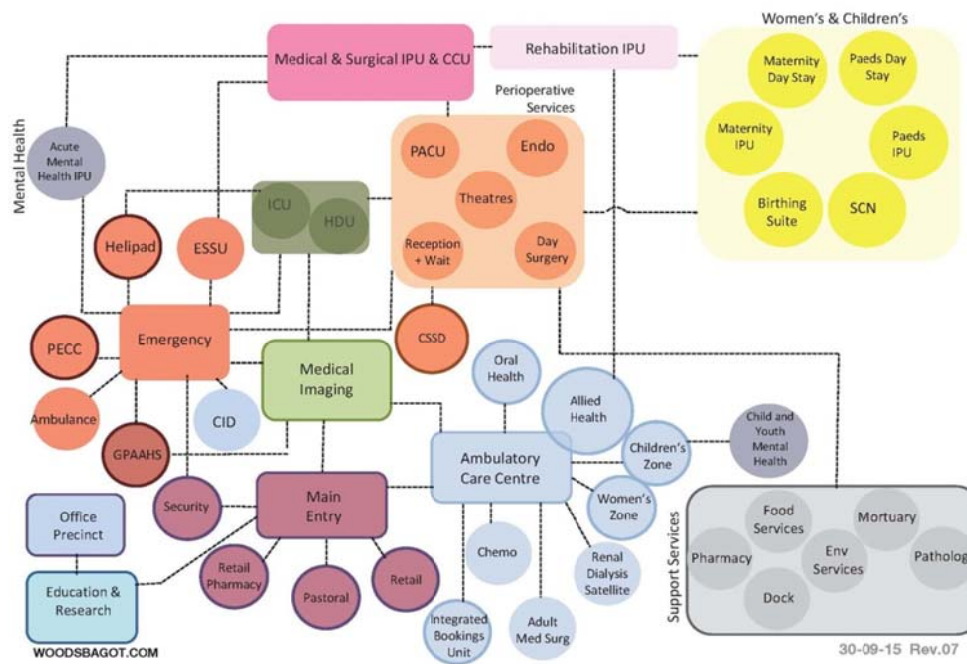 Women's & Children's
Medical & Surgical IPU & CCU
Rehabilitation IPU
Maternity
Day Stay
Paeds Day
Stay
Perioperative
Services
Mental Health
Acute
Mental
Health IPU
PACU
Endo
Maternity
IPU
Paeds
IPU
Theatres
ICU
HDU
Birthing
Suite
SCN
Helipad
ESSU
Reception
+ Wait
Day
Surgery
Emergency
CSSD
PECC
Medical
Imaging
Oral
Health
Allied
Health
Ambulance
CID
Child and
Youth
Mental
Health
GPAAHS
Ambulatory
Care Centre
Children's
Zone
Security
Main
Entry
Women's
Zone
Office
Precinct
Chemo
Renal
Dialysis
Satellite
Support Services
Food
Services
Mortuary
Pharmacy
Env
Services
Patholog
Dock
Retail
Pharmacy
Pastoral
Retail
Education &
Research
Integrated
Bookings
Unit
Adult
Med Surg
WOODSBAGOT.COM
30-09-15 Rev.07